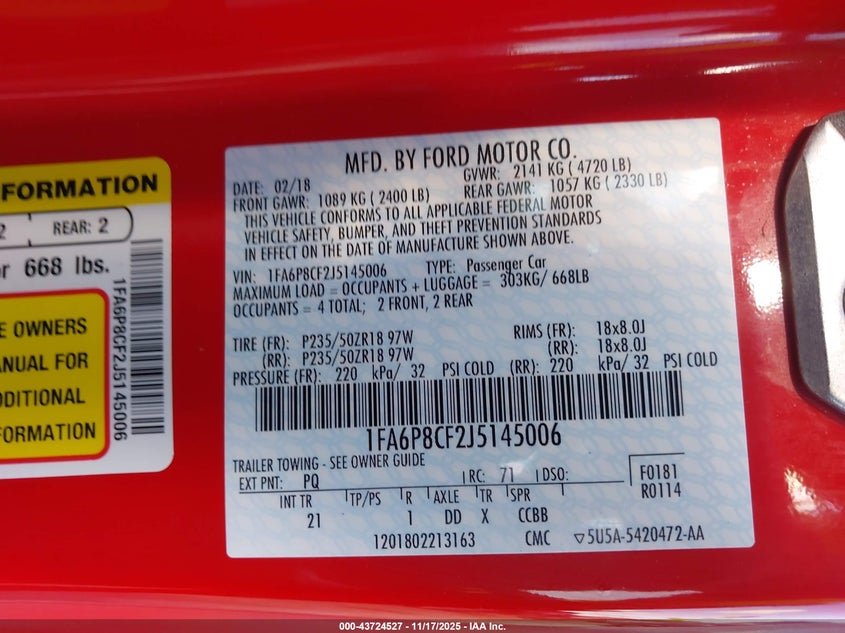 FORMATION
2 REAR: 2
or 668 lbs.
E OWNERS
ANUAL FOR
DDITIONAL
FORMATION
1FA6P8CF2J5145006
MFD. BY FORD MOTOR CO.
DATE: 02/18 GVWR: 2141 KG ( 4720 LB)
FRONT GAWR: 1089 KG ( 2400 LB) REAR GAWR: 1057 KG ( 2330 LB)
THIS VEHICLE CONFORMS TO ALL APPLICABLE FEDERAL MOTOR
VEHICLE SAFETY, BUMPER, AND THEFT PREVENTION STANDARDS
IN EFFECT ON THE DATE OF MANUFACTURE SHOWN ABOVE.
VIN: 1FA6P8CF2J5145006 TYPE: Passenger Car
MAXIMUM LOAD = OCCUPANTS + LUGGAGE = 303KG/ 668LB
OCCUPANTS = 4 TOTAL; 2 FRONT, 2 REAR
TIRE (FR): P235/50ZR18 97W RIMS (FR): 18x8.0J
(RR): P235/50ZR18 97W (RR): 18x8.0J
PRESSURE (FR): 220 kPa/ 32 PSI COLD (RR): 220 kPa/ 32 PSI COLD
1FA6P8CF2J5145006
TRAILER TOWING - SEE OWNER GUIDE
EXT PNT: PQ RC: 71 DSO: F0181
R0114
INT TR TP/PS R AXLE TR SPR
21 1 DD X CCBB
1201802213163 CMC ▽5U5A-5420472-AA
000-43724527 - 11/17/2025 - IAA Inc.